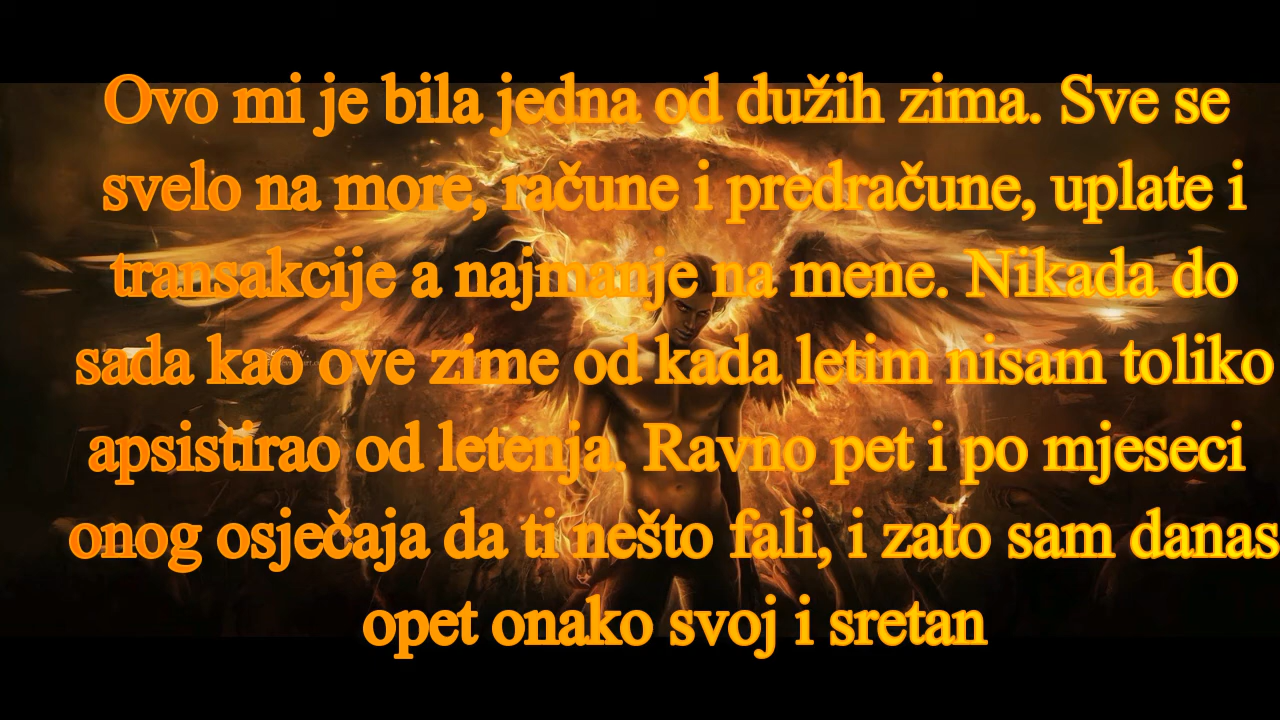 Ovo mi je bila jedna od dužih zima. Sve se
svelo na more, račune i predračune, uplate i
transakcije a najmanje na mene. Nikada do
sada kao ove zime od kada letim nisam toliko
apsistirao od letenja. Ravno pet i po mjeseci
onog osječaja da ti nešto fali, i zato sam danas
opet onako svoj i sretan